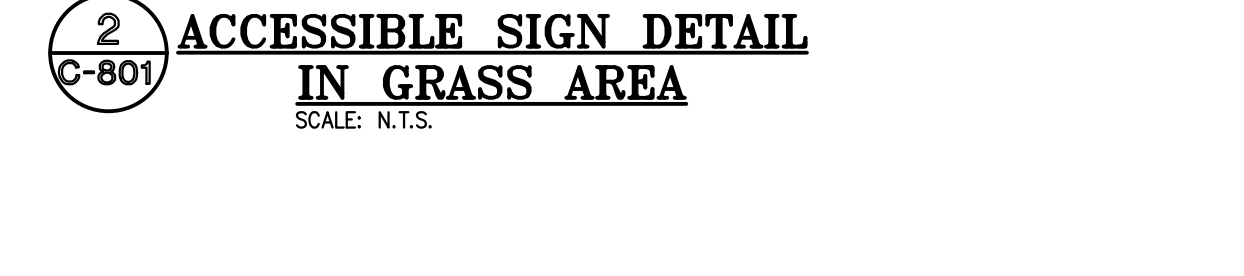 2
C-801
ACCESSIBLE SIGN DETAIL
IN GRASS AREA
SCALE: N.T.S.